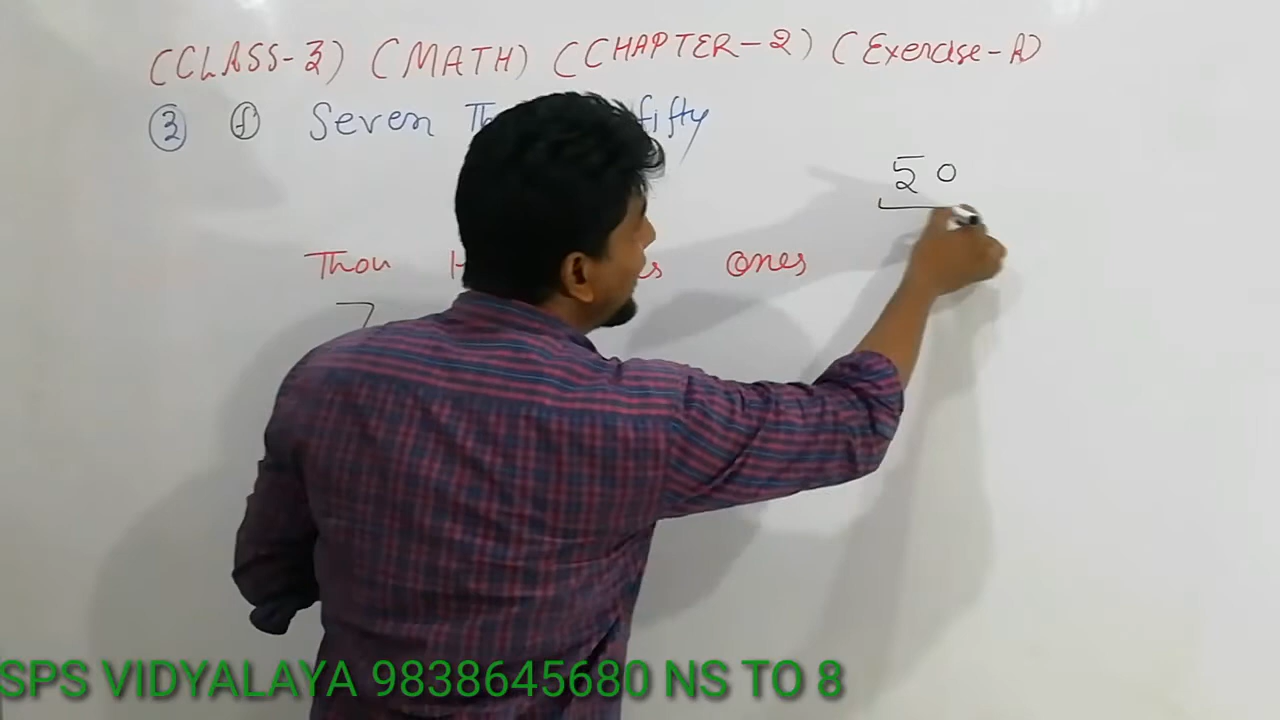 (CLASS-3) (MATH) (CHAPTER-2) (Exercise-A)
3 f Seven fifty
50
Thou Ones
7
SPS VIDYALAYA 9838645680 NS TO 8